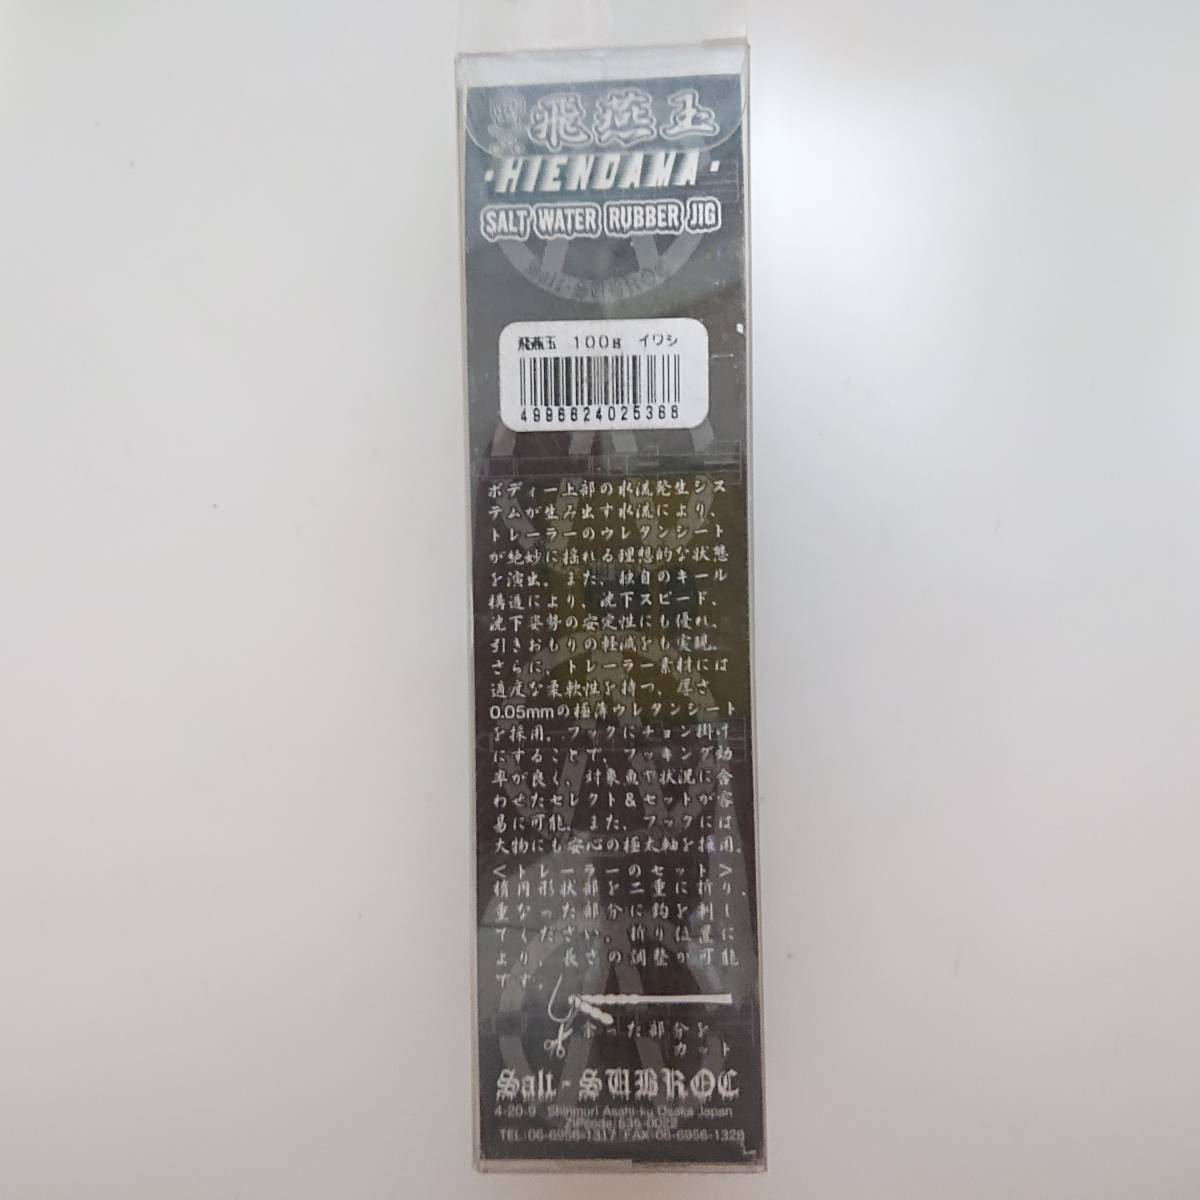 飛燕玉
・HIENDAMA・
SALT WATER RUBBER JIG
Salt-SUBROC
飛燕玉 100g イワシ
4996624025368
ボディー上部の水流発生シス
テムが生み出す水流により、
トレーラーのウレタンシート
が絶妙に揺れる理想的な状態
を演出。また、独自のキール
構造により、沈下スピード、
沈下姿勢の安定性にも優れ、
引きおもりの軽減をも実現。
さらに、トレーラー素材には
適度な柔軟性を持つ、厚さ
0.05mmの極薄ウレタンシート
を採用。フックにチョン掛け
にすることで、フッキング効
率が良く、対象魚や状況に合
わせたセレクト&セットが容
易に可能。また、フックには
大物にも安心の極太軸を採用。
<トレーラーのセット>
楕円形状部を二重に折り、
重なった部分に鈎を刺し
てください。折り位置に
より、長さの調整が可能
です。
余った部分を
カット
Salt-SUBROC
4-20-9 Shinmori Asahi-ku Osaka Japan
ZIPcode 535-0022
TEL:06-6956-1317 FAX:06-6956-1328